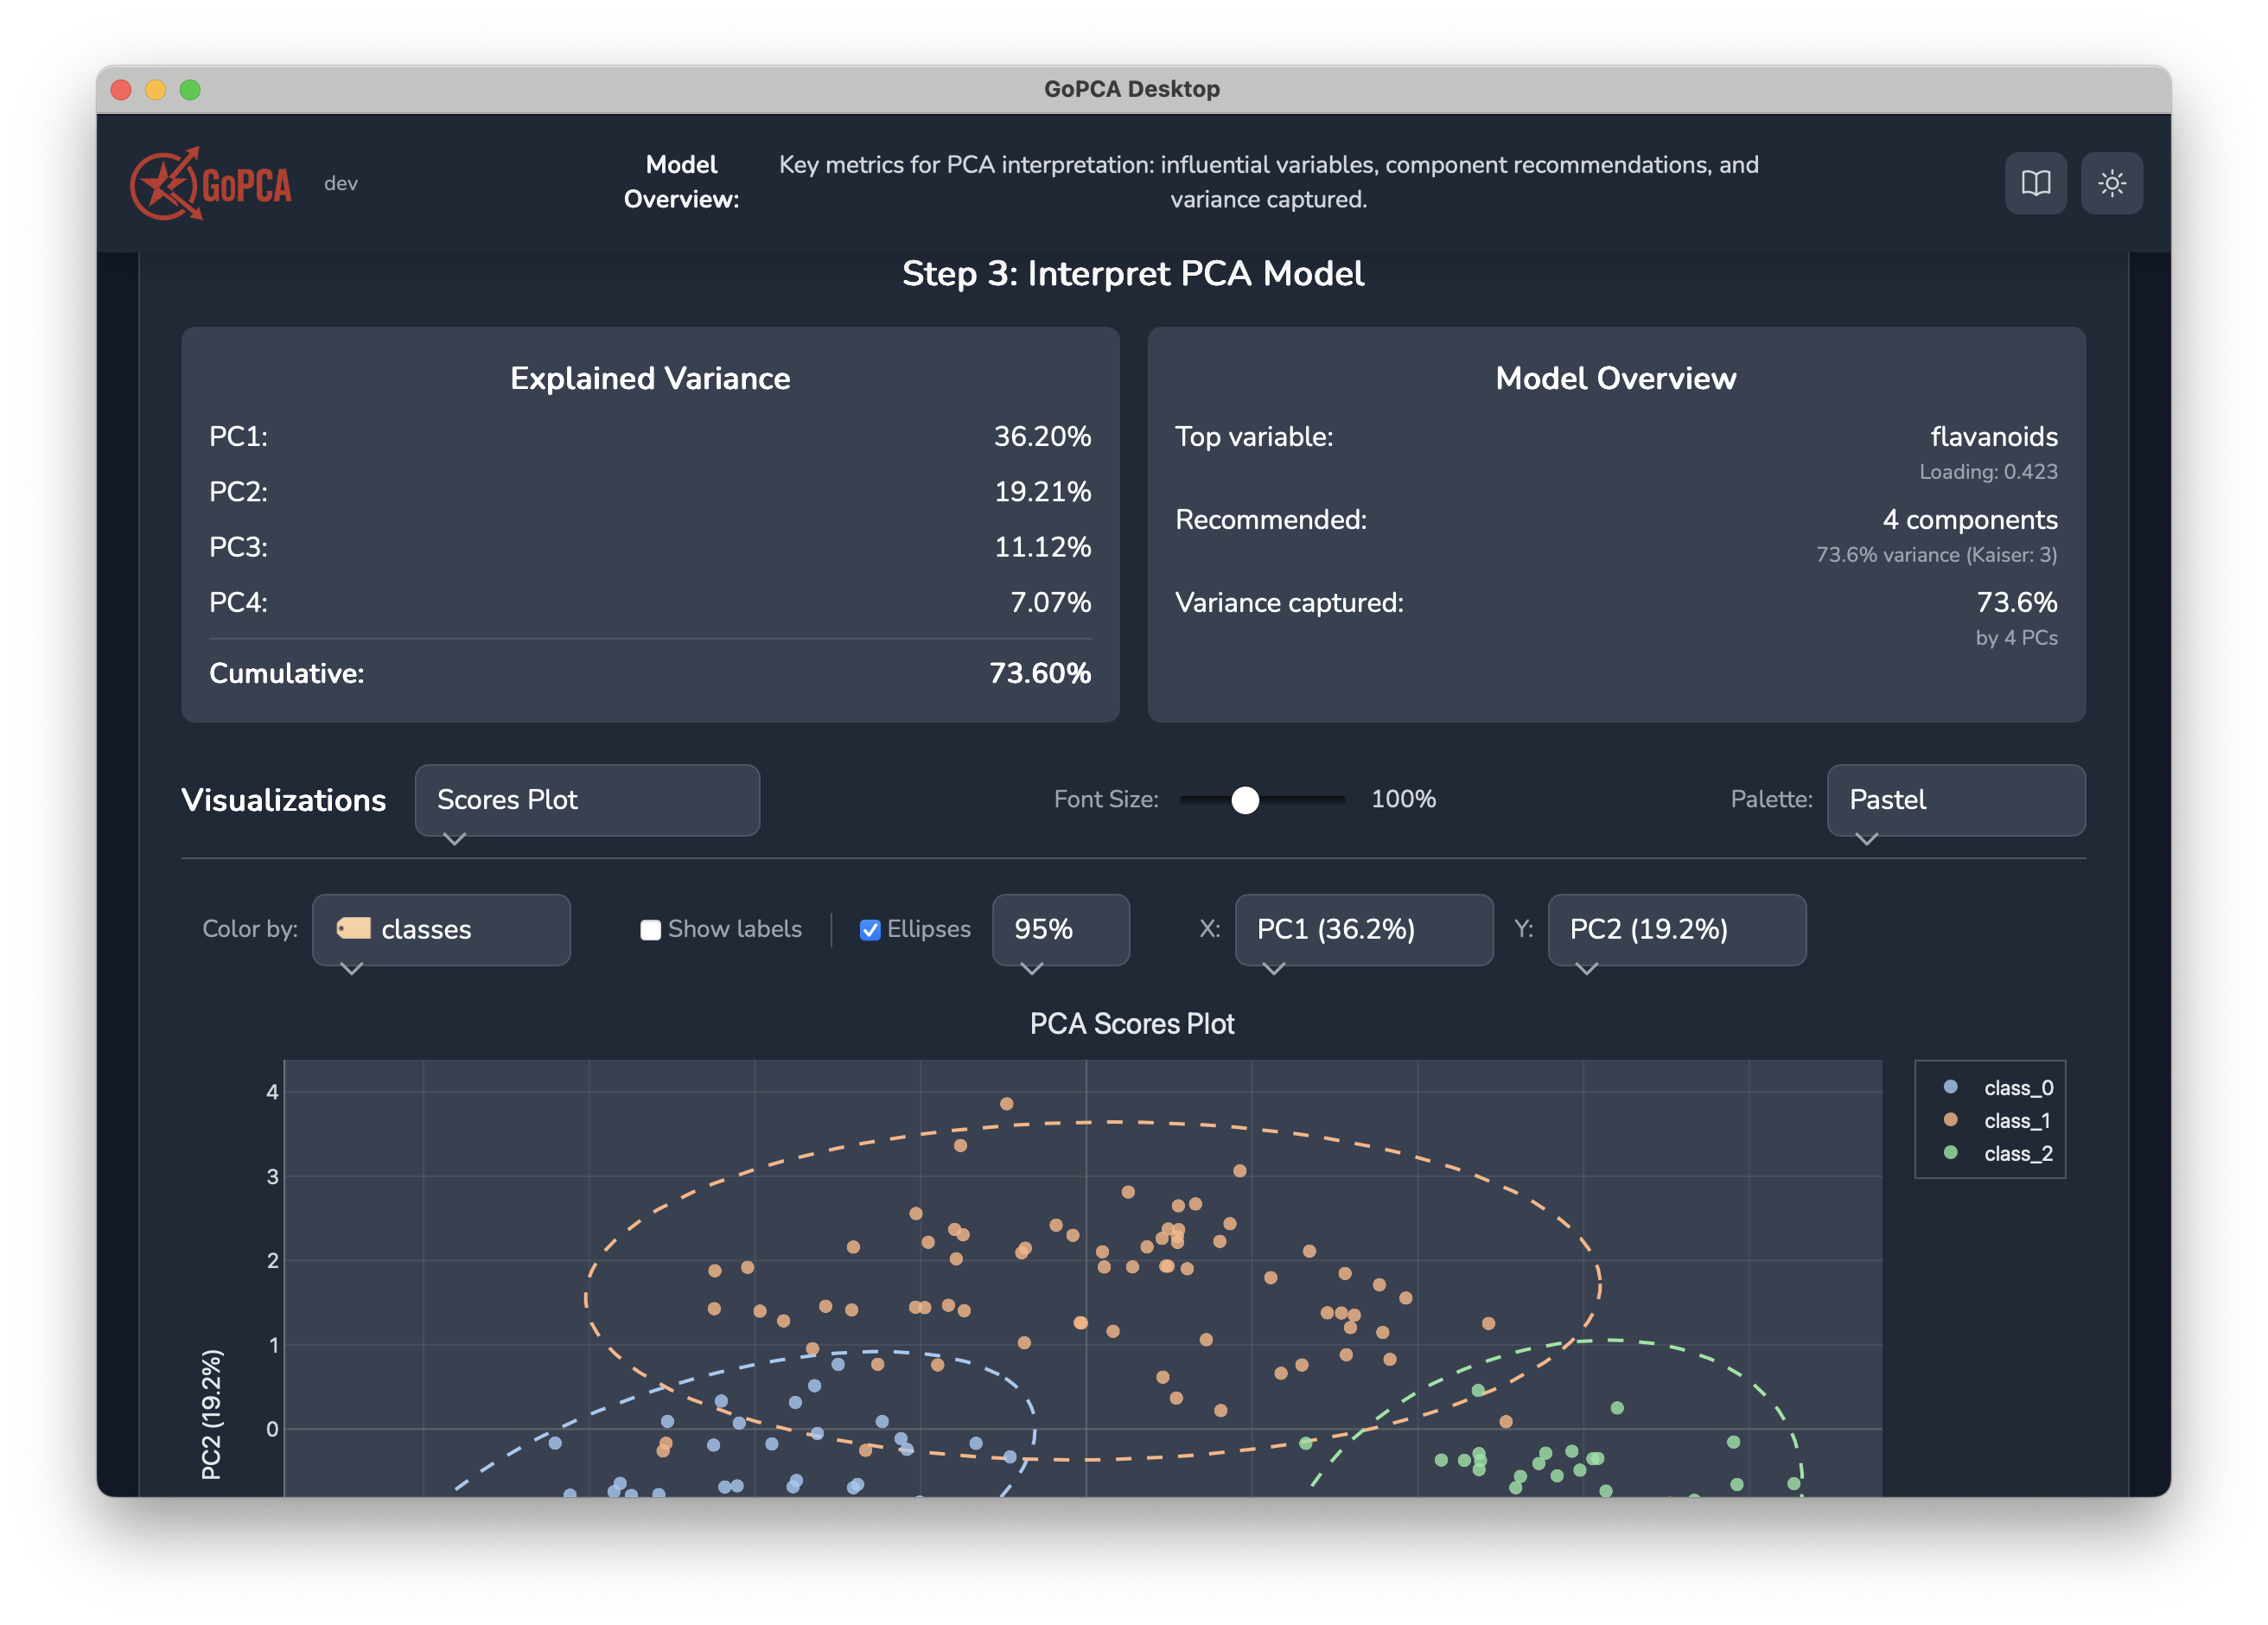 GoPCA Desktop
GoPCA
dev
Model
Overview:
Key metrics for PCA interpretation: influential variables, component recommendations, and
variance captured.
Step 3: Interpret PCA Model
Explained Variance
PC1: 36.20%
PC2: 19.21%
PC3: 11.12%
PC4: 7.07%
Cumulative: 73.60%
Model Overview
Top variable: flavanoids
Loading: 0.423
Recommended: 4 components
73.6% variance (Kaiser: 3)
Variance captured: 73.6%
by 4 PCs
Visualizations Scores Plot Font Size: 100% Palette: Pastel
Color by: classes Show labels Ellipses 95% X: PC1 (36.2%) Y: PC2 (19.2%)
PCA Scores Plot
4
3
2
1
0
PC2 (19.2%)
class_0
class_1
class_2